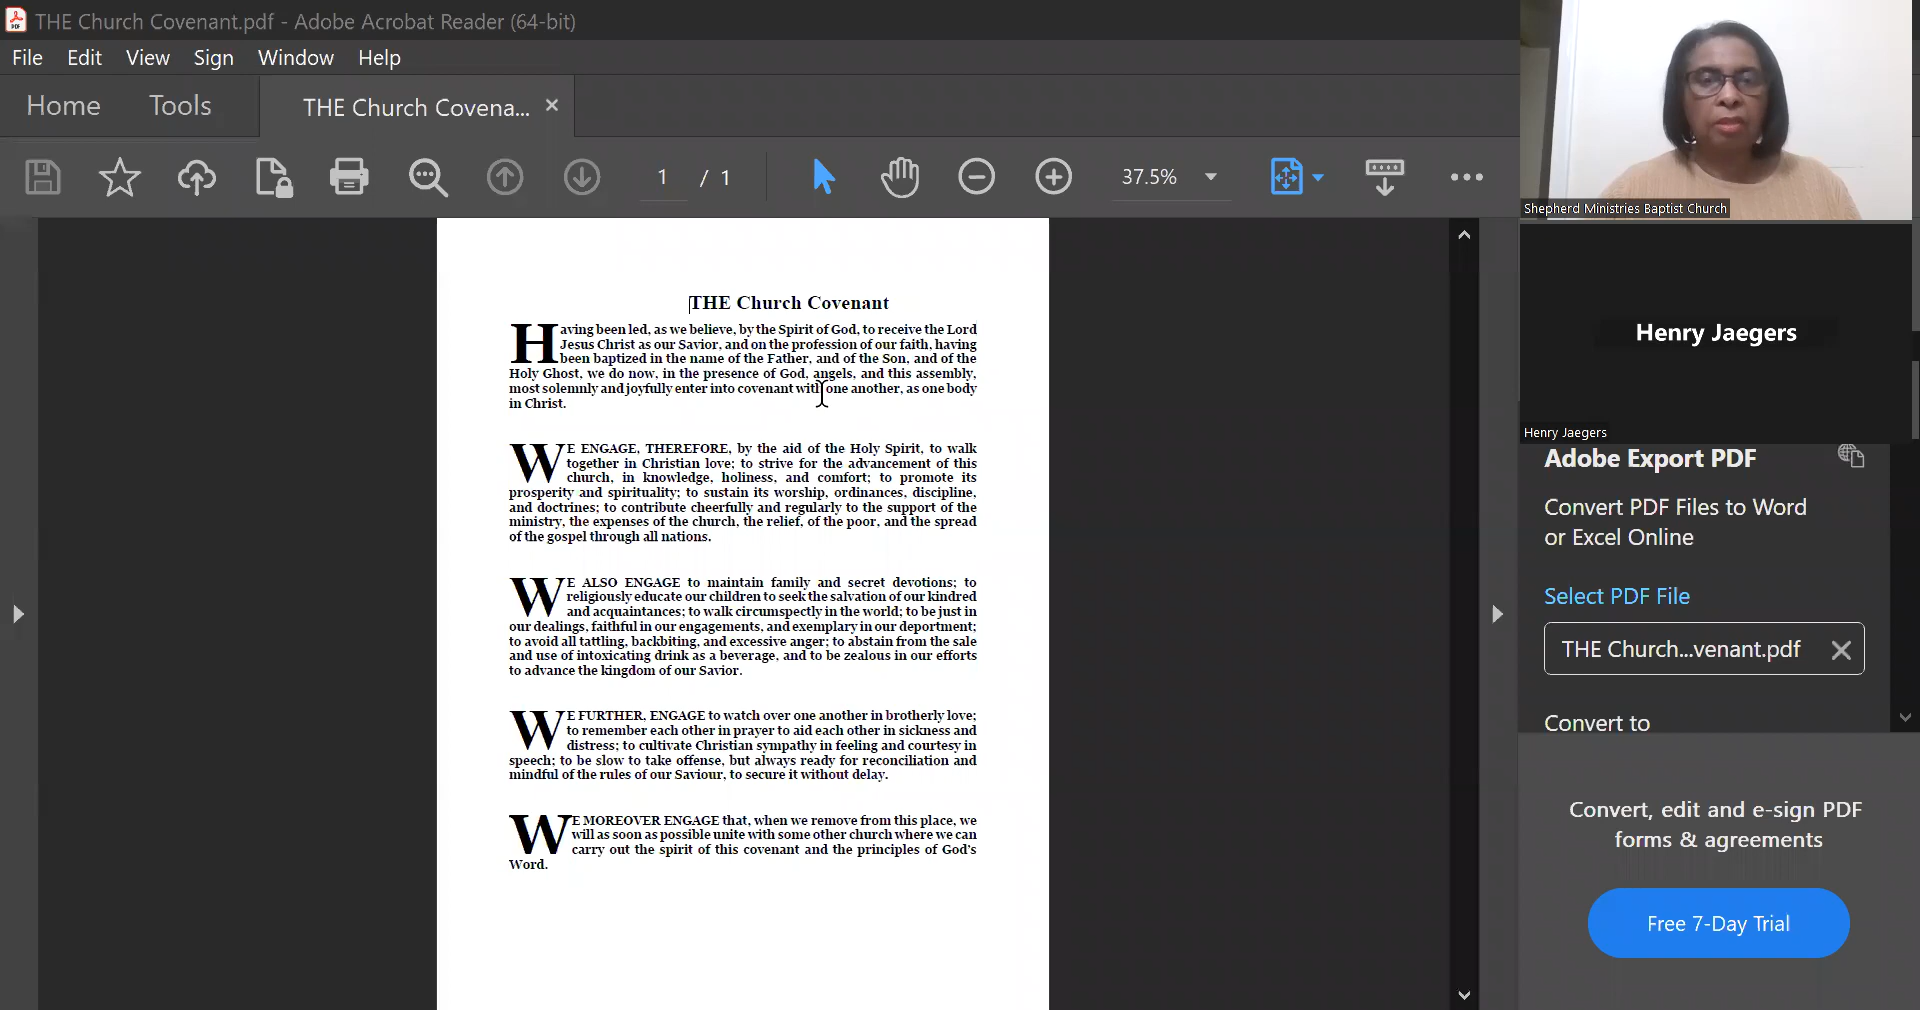 THE Church Covenant.pdf - Adobe Acrobat Reader (64-bit)
File Edit View Sign Window Help
Home Tools THE Church Covena... ×
1 / 1 37.5%
THE Church Covenant
Having been led, as we believe, by the Spirit of God, to receive the Lord
Jesus Christ as our Savior, and on the profession of our faith, having
been baptized in the name of the Father, and of the Son, and of the
Holy Ghost, we do now, in the presence of God, angels, and this assembly,
most solemnly and joyfully enter into covenant with one another, as one body
in Christ.
WE ENGAGE, THEREFORE, by the aid of the Holy Spirit, to walk
together in Christian love; to strive for the advancement of this
church, in knowledge, holiness, and comfort; to promote its
prosperity and spirituality; to sustain its worship, ordinances, discipline,
and doctrines; to contribute cheerfully and regularly to the support of the
ministry, the expenses of the church, the relief, of the poor, and the spread
of the gospel through all nations.
WE ALSO ENGAGE to maintain family and secret devotions; to
religiously educate our children to seek the salvation of our kindred
and acquaintances; to walk circumspectly in the world; to be just in
our dealings, faithful in our engagements, and exemplary in our deportment;
to avoid all tattling, backbiting, and excessive anger; to abstain from the sale
and use of intoxicating drink as a beverage, and to be zealous in our efforts
to advance the kingdom of our Savior.
WE FURTHER, ENGAGE to watch over one another in brotherly love;
to remember each other in prayer to aid each other in sickness and
distress; to cultivate Christian sympathy in feeling and courtesy in
speech; to be slow to take offense, but always ready for reconciliation and
mindful of the rules of our Saviour, to secure it without delay.
WE MOREOVER ENGAGE that, when we remove from this place, we
will as soon as possible unite with some other church where we can
carry out the spirit of this covenant and the principles of God's
Word.
Shepherd Ministries Baptist Church
Henry Jaegers
Henry Jaegers
Adobe Export PDF
Convert PDF Files to Word
or Excel Online
Select PDF File
THE Church...venant.pdf
Convert to
Convert, edit and e-sign PDF
forms & agreements
Free 7-Day Trial